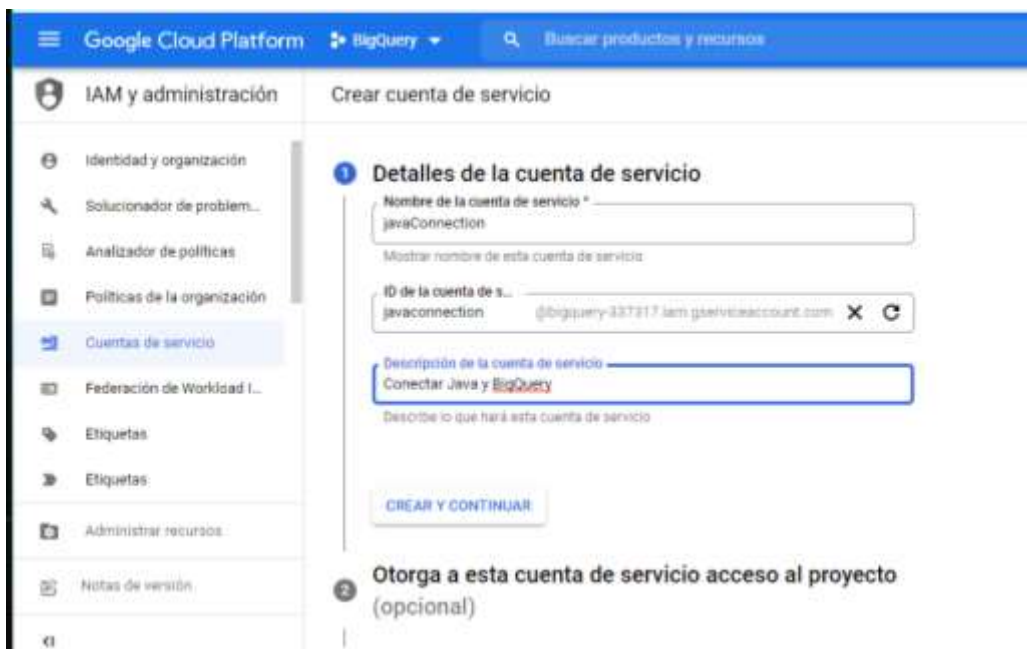 Google Cloud Platform BigQuery Buscar productos y recursos
IAM y administración
Crear cuenta de servicio
Identidad y organización
Solucionador de problem...
Analizador de políticas
Políticas de la organización
Cuentas de servicio
Federación de Workload I...
Etiquetas
Etiquetas
Administrar recursos
Notas de versión
1 Detalles de la cuenta de servicio
Nombre de la cuenta de servicio *
javaConnection
Mostrar nombre de esta cuenta de servicio
ID de la cuenta de s...
javaconnection @bigquery-337317.iam.gserviceaccount.com
Descripción de la cuenta de servicio
Conectar Java y BigQuery
Describe lo que hará esta cuenta de servicio
CREAR Y CONTINUAR
2 Otorga a esta cuenta de servicio acceso al proyecto
(opcional)